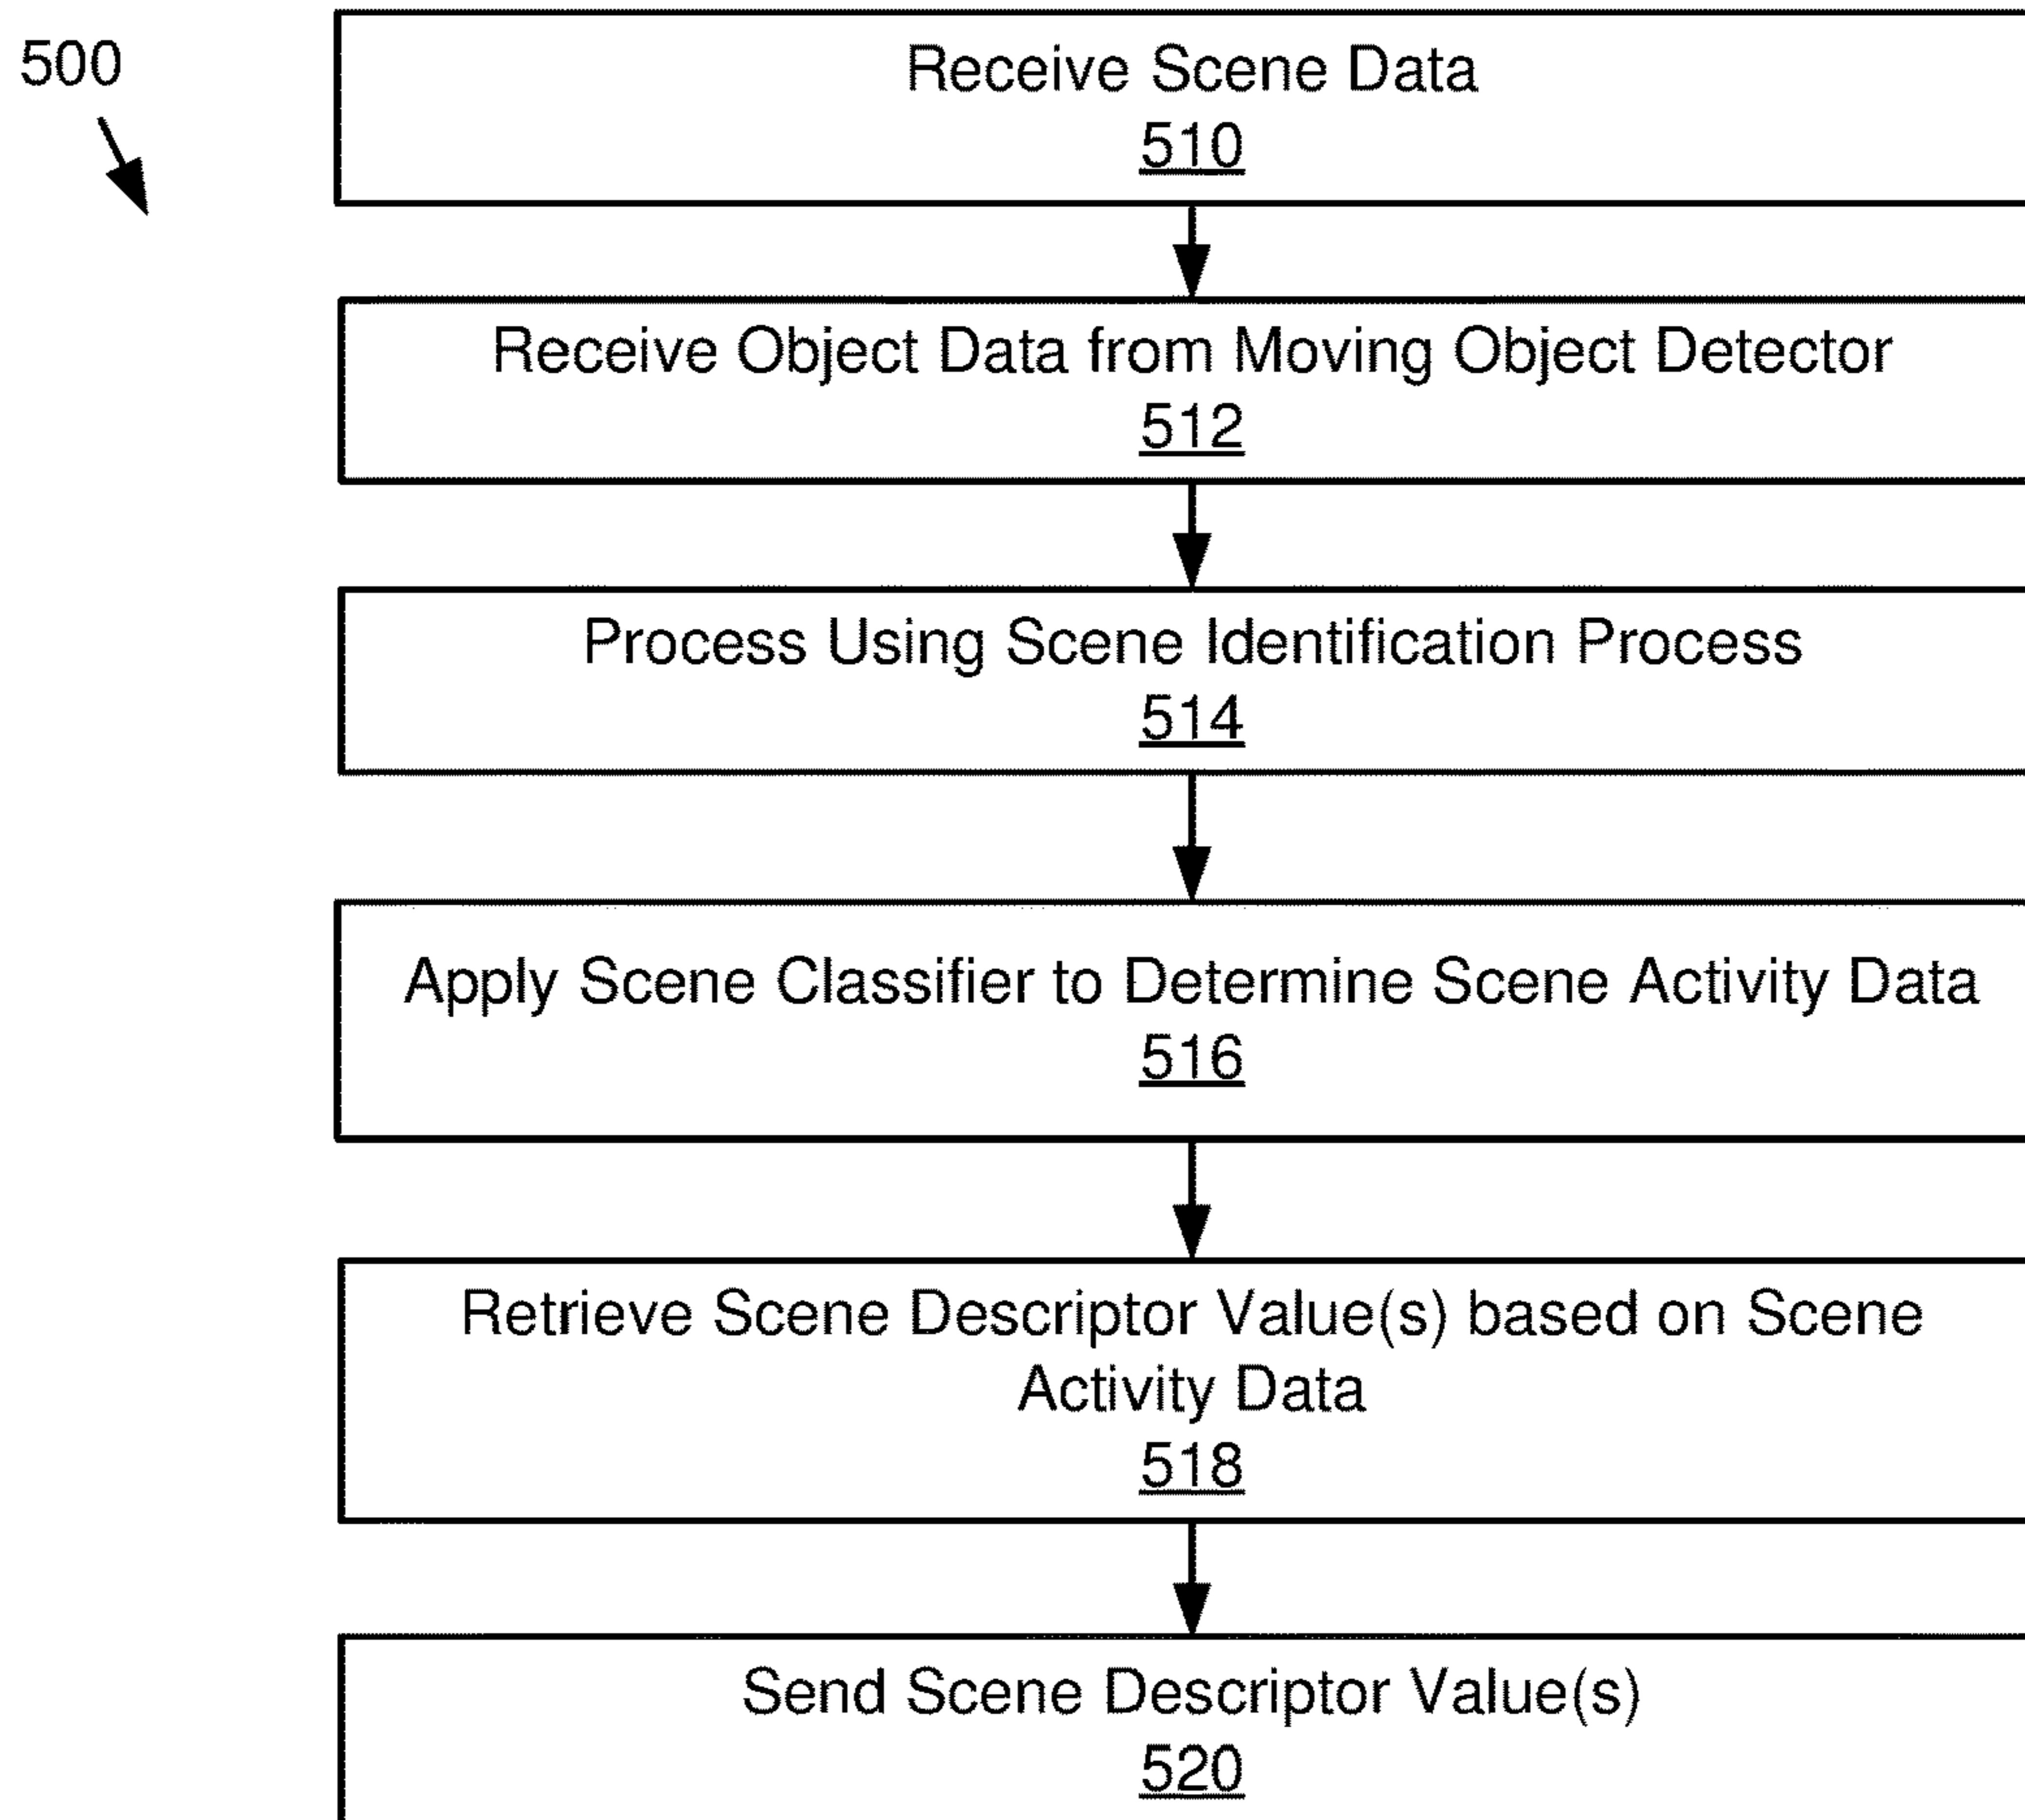 500
Receive Scene Data
510
Receive Object Data from Moving Object Detector
512
Process Using Scene Identification Process
514
Apply Scene Classifier to Determine Scene Activity Data
516
Retrieve Scene Descriptor Value(s) based on Scene
Activity Data
518
Send Scene Descriptor Value(s)
520